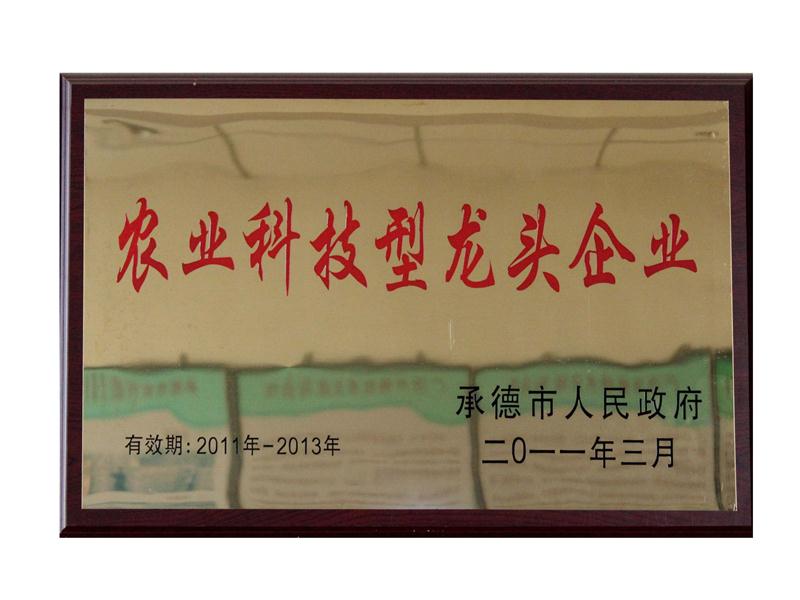 农业科技型龙头企业
承德市人民政府
有效期:2011年-2013年
二0一一年三月